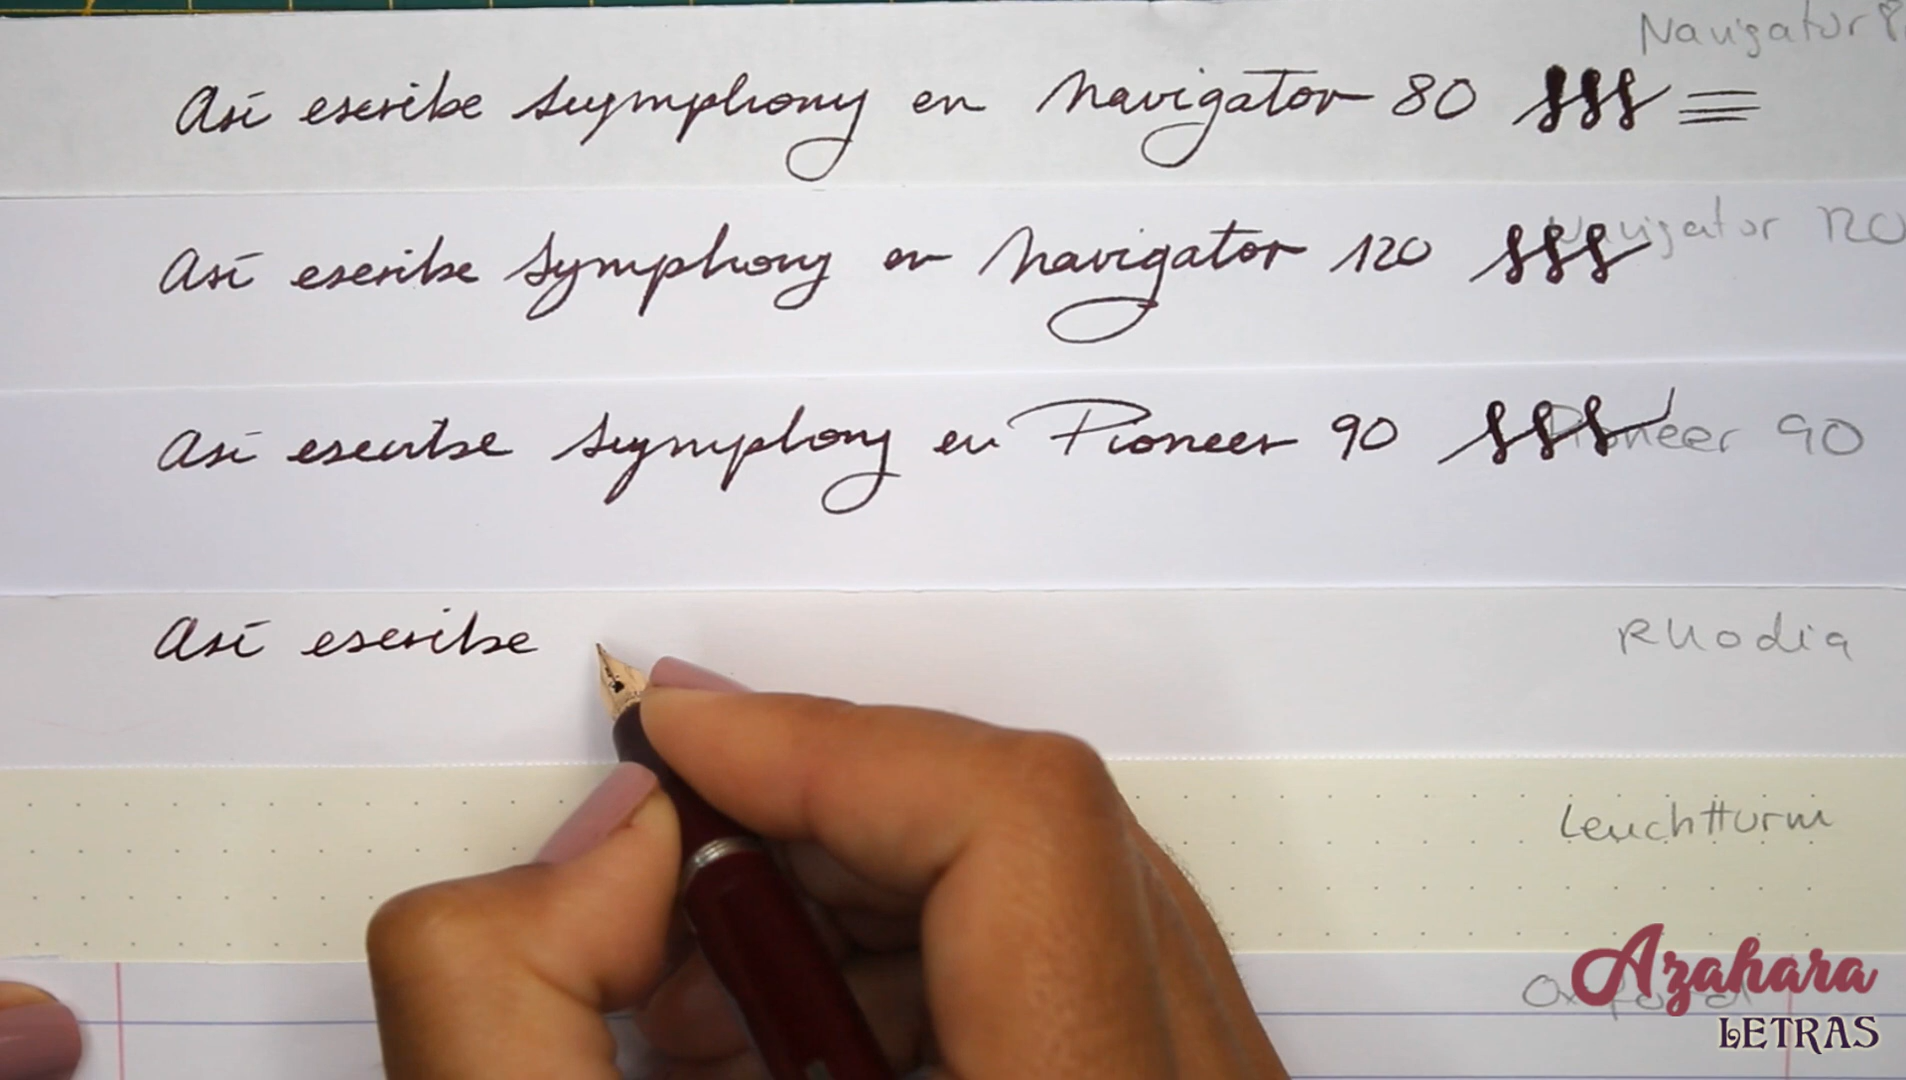 Navigator
Así escribe Symphony en Navigator 80
Navigator 120
Así escribe Symphony en Navigator 120
Así escribe Symphony en Pioneer 90
Pioneer 90
Así escribe
Rhodia
Leuchtturm
Oxford
Azahara
LETRAS